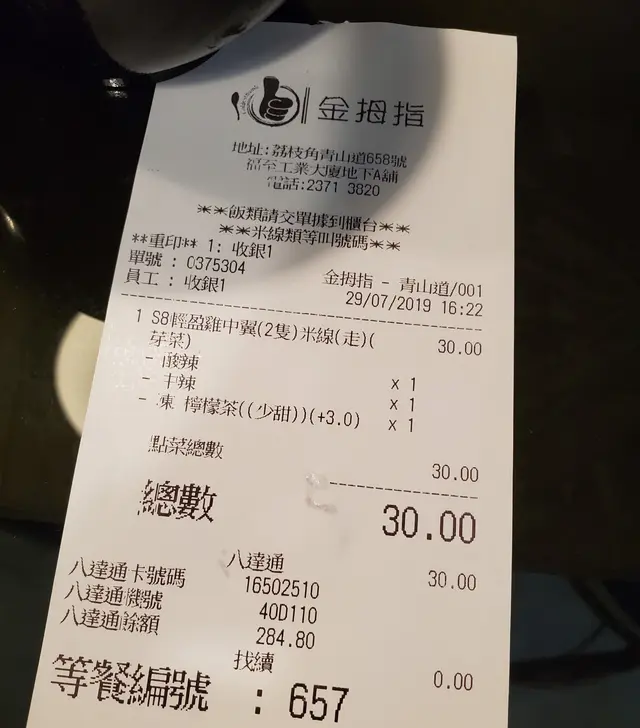 金拇指
地址:荔枝角青山道658號
福至工業大廈地下A舖
電話:2371 3820
**飯類請交單據到櫃台**
**米線類等叫號碼**
**重印** 1: 收銀1
單號 : 0375304
金拇指 - 青山道/001
員工 : 收銀1
29/07/2019 16:22
1 S8輕盈雞中翼(2隻)米線(走)( 30.00
芽菜)
- 酸辣 x 1
- 中辣 x 1
- 凍 檸檬茶((少甜))(+3.0) x 1
點菜總數 30.00
總數 30.00
八達通 30.00
八達通卡號碼 16502510
八達通機號 40D110
八達通餘額 284.80
找續 0.00
等餐編號 : 657